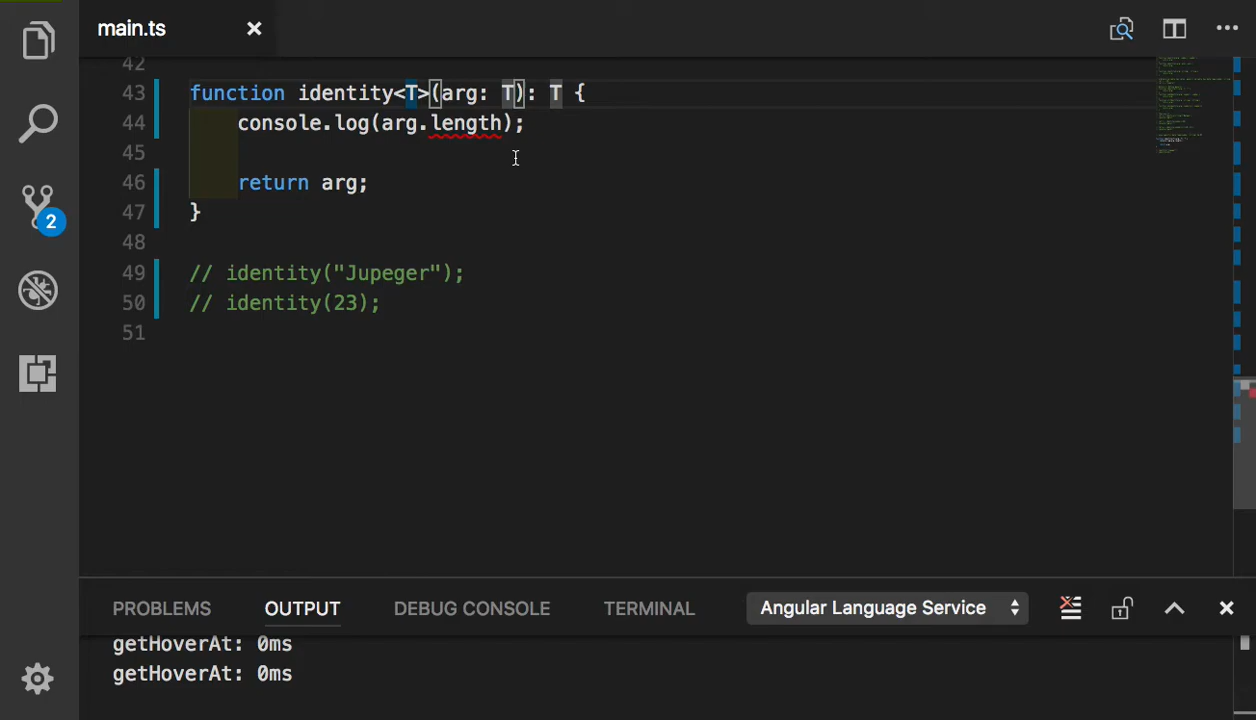 main.ts
42
43 function identity<T>(arg: T): T {
44 console.log(arg.length);
45
46 return arg;
47 }
48
49 // identity("Jupeger");
50 // identity(23);
51
2
PROBLEMS OUTPUT DEBUG CONSOLE TERMINAL Angular Language Service
getHoverAt: 0ms
getHoverAt: 0ms